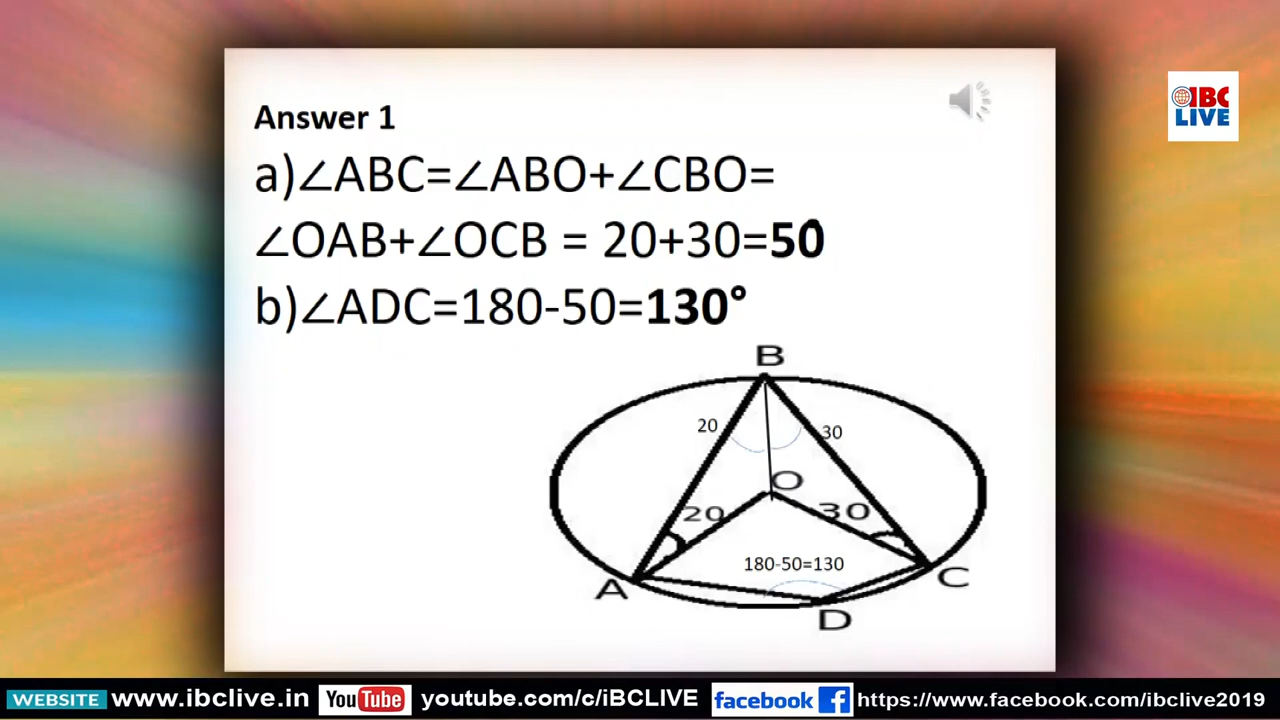 IBC
LIVE
Answer 1
a)∠ABC=∠ABO+∠CBO=
∠OAB+∠OCB = 20+30=50°
b)∠ADC=180-50=130°
B
20
30
O
20
30
180-50=130
A
C
D
WEBSITE www.ibclive.in YouTube youtube.com/c/iBCLIVE facebook f https://www.facebook.com/ibclive2019